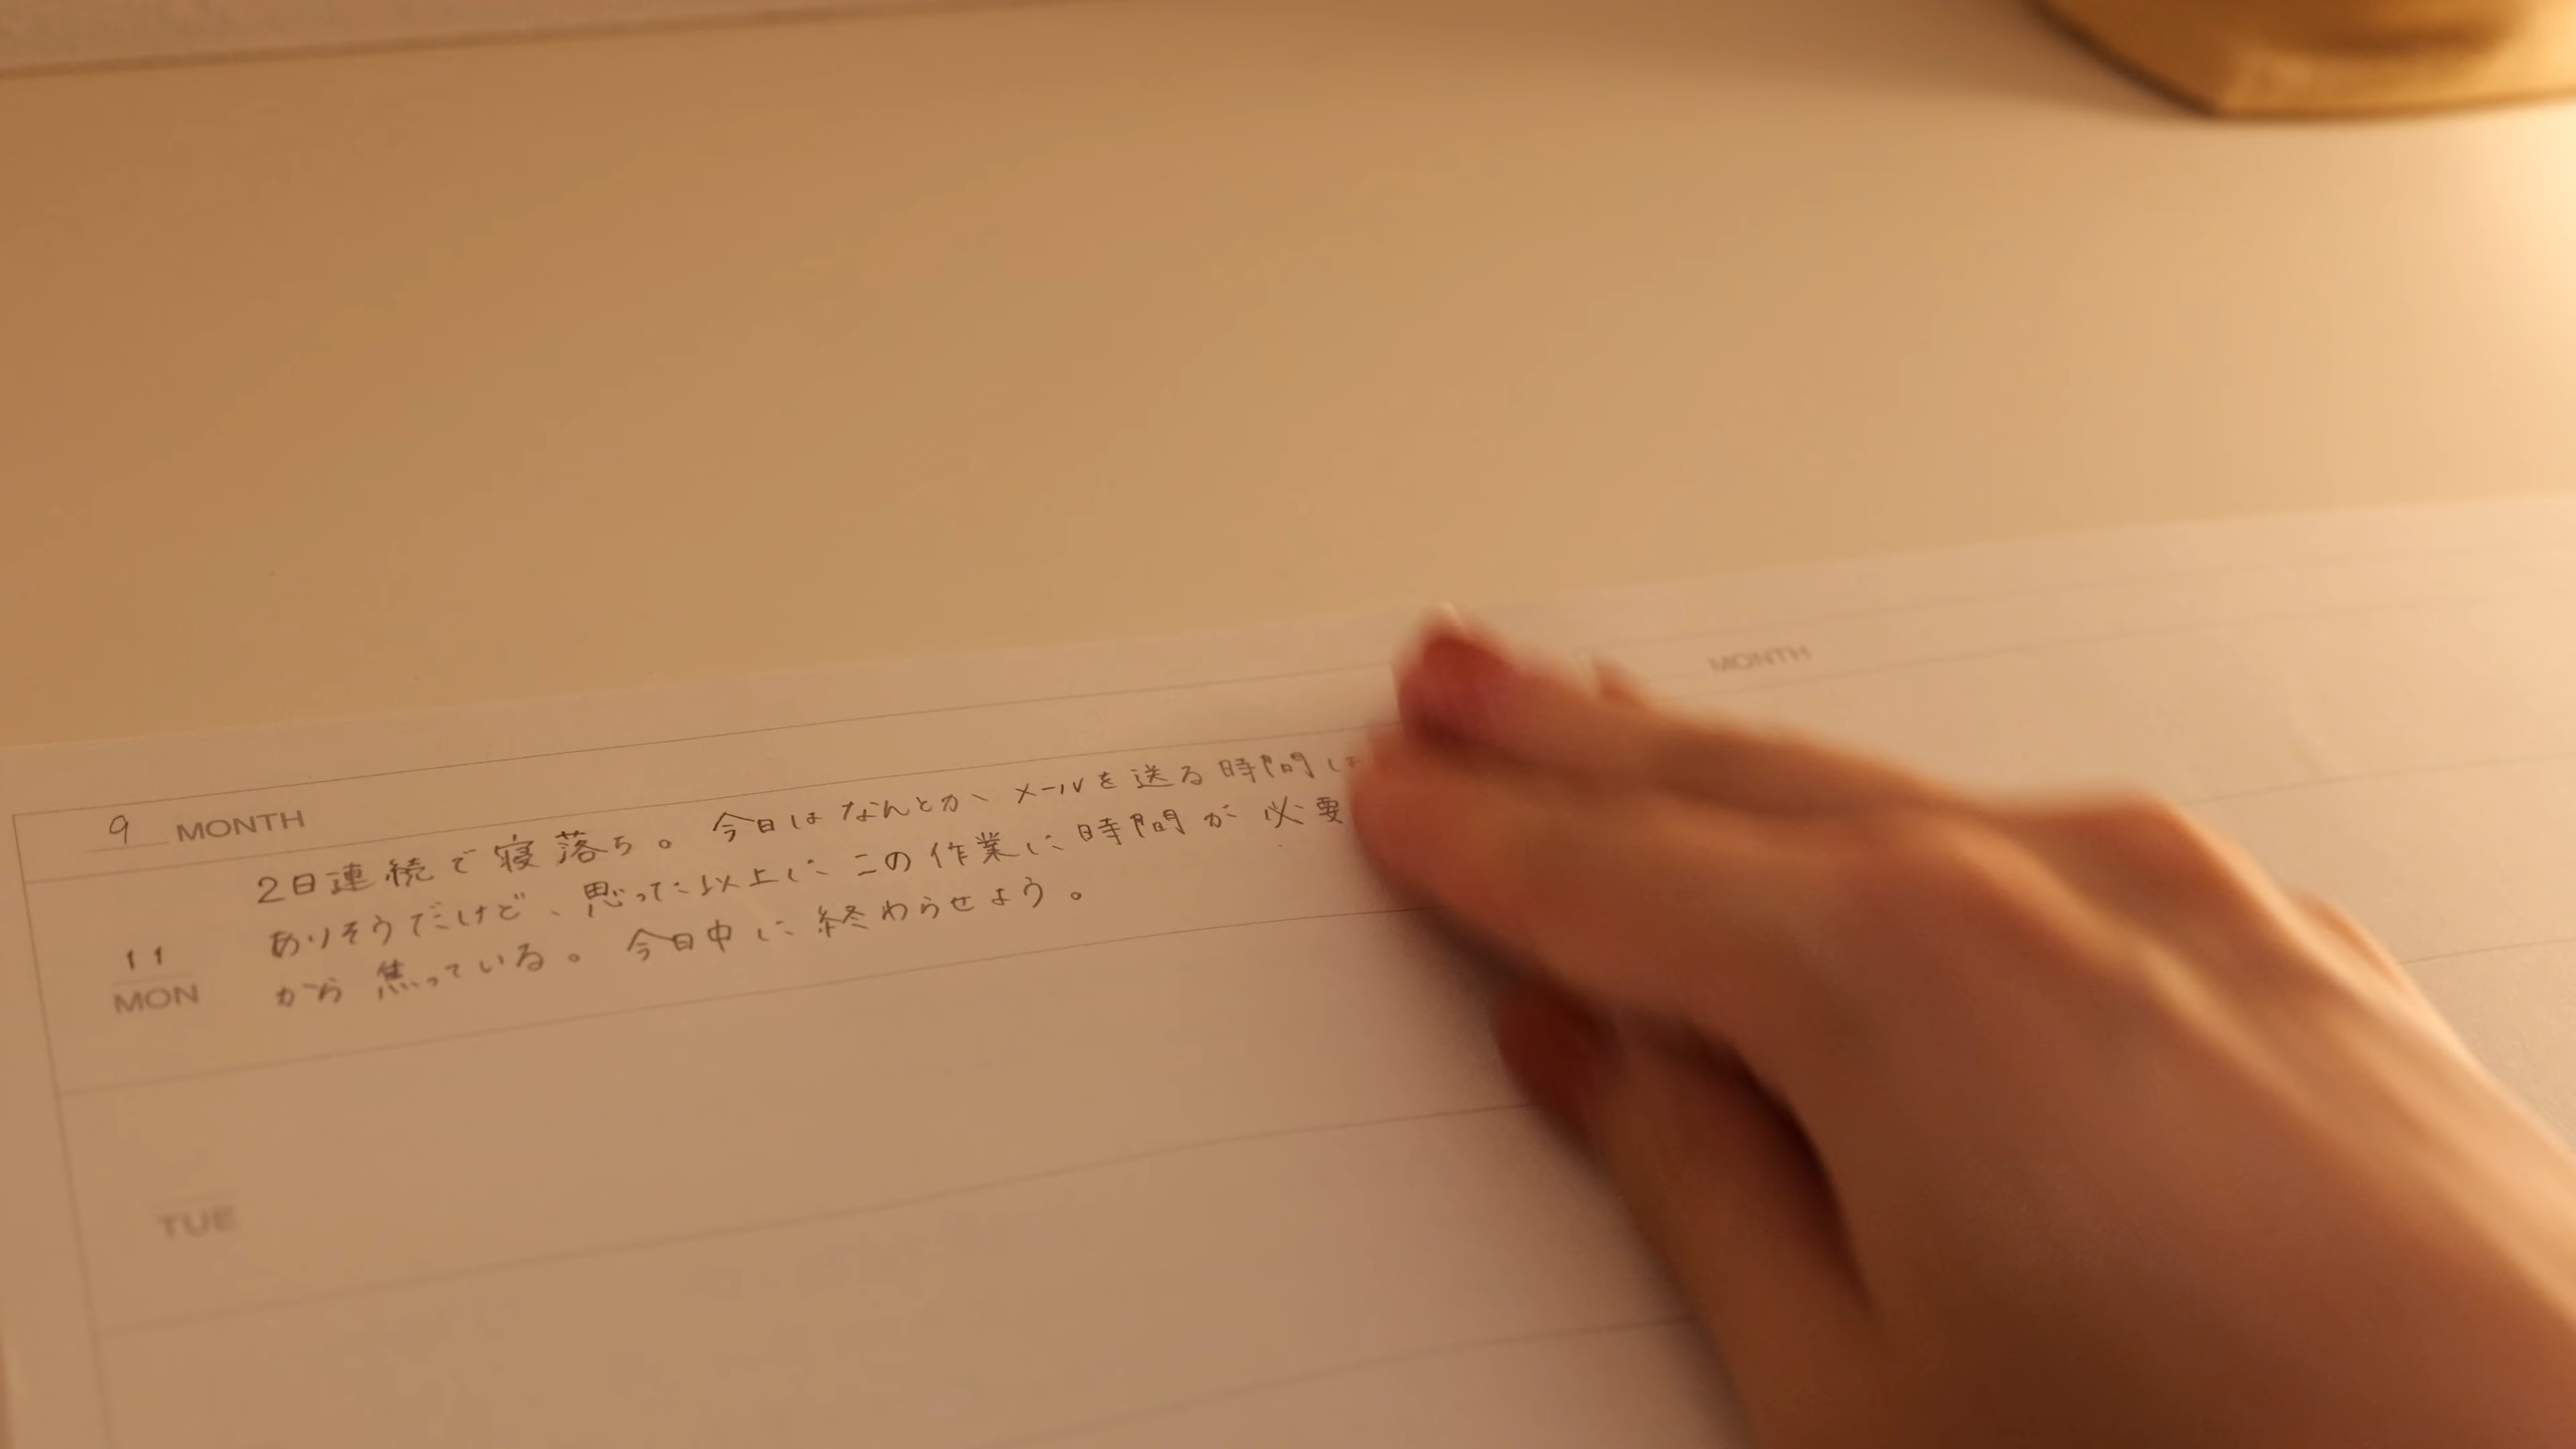 9 MONTH
MONTH
2日連続で寝落ち。今日はなんとか、メールを送る時間は
ありそうだけど、思った以上にこの作業に時間が必要
から焦っている。今日中に終わらせよう。
11
MON
TUE